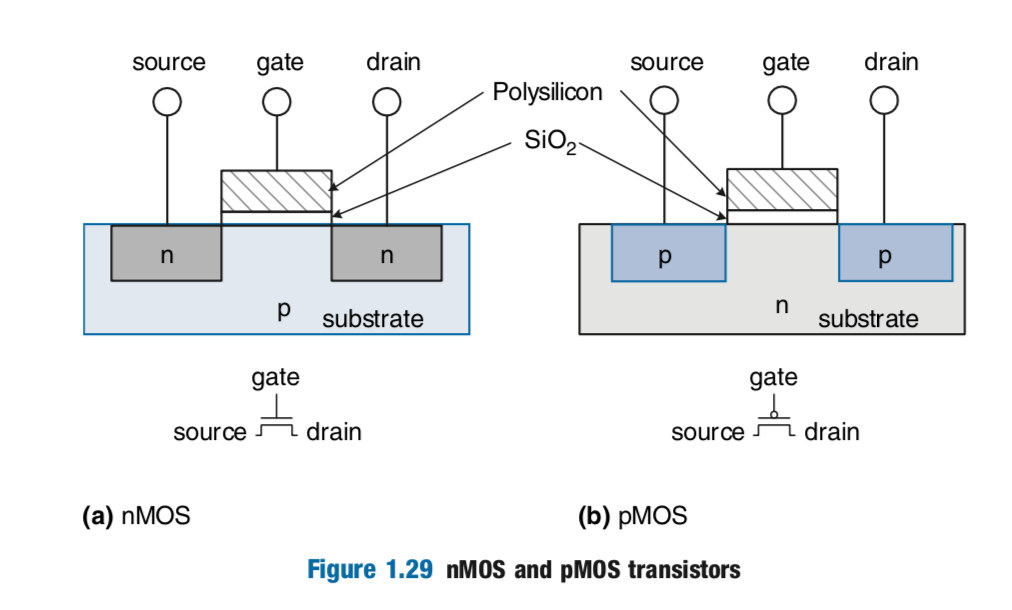 source gate drain
source gate drain
Polysilicon
SiO₂
n n
p
substrate
p p
n
substrate
gate
source drain
gate
source drain
(a) nMOS
(b) pMOS
Figure 1.29 nMOS and pMOS transistors